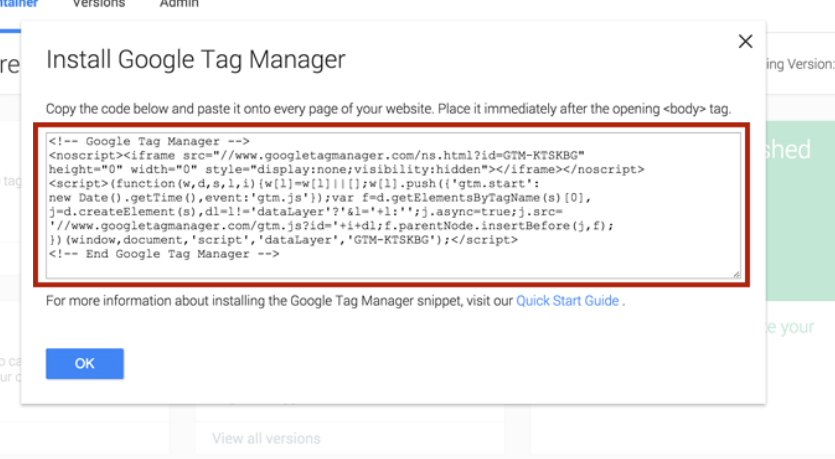 Versions Admin
Install Google Tag Manager
Copy the code below and paste it onto every page of your website. Place it immediately after the opening <body> tag.
<!-- Google Tag Manager -->
<noscript><iframe src="//www.googletagmanager.com/ns.html?id=GTM-KTSKBG"
height="0" width="0" style="display:none;visibility:hidden"></iframe></noscript>
<script>(function(w,d,s,l,i){w[l]=w[l]||[];w[l].push({'gtm.start':
new Date().getTime(),event:'gtm.js'});var f=d.getElementsByTagName(s)[0],
j=d.createElement(s),dl=l!='dataLayer'?'&l='+l:'';j.async=true;j.src=
'//www.googletagmanager.com/gtm.js?id='+i+dl;f.parentNode.insertBefore(j,f);
})(window,document,'script','dataLayer','GTM-KTSKBG');</script>
<!-- End Google Tag Manager -->
For more information about installing the Google Tag Manager snippet, visit our Quick Start Guide .
OK
ing Version:
shed
your
View all versions